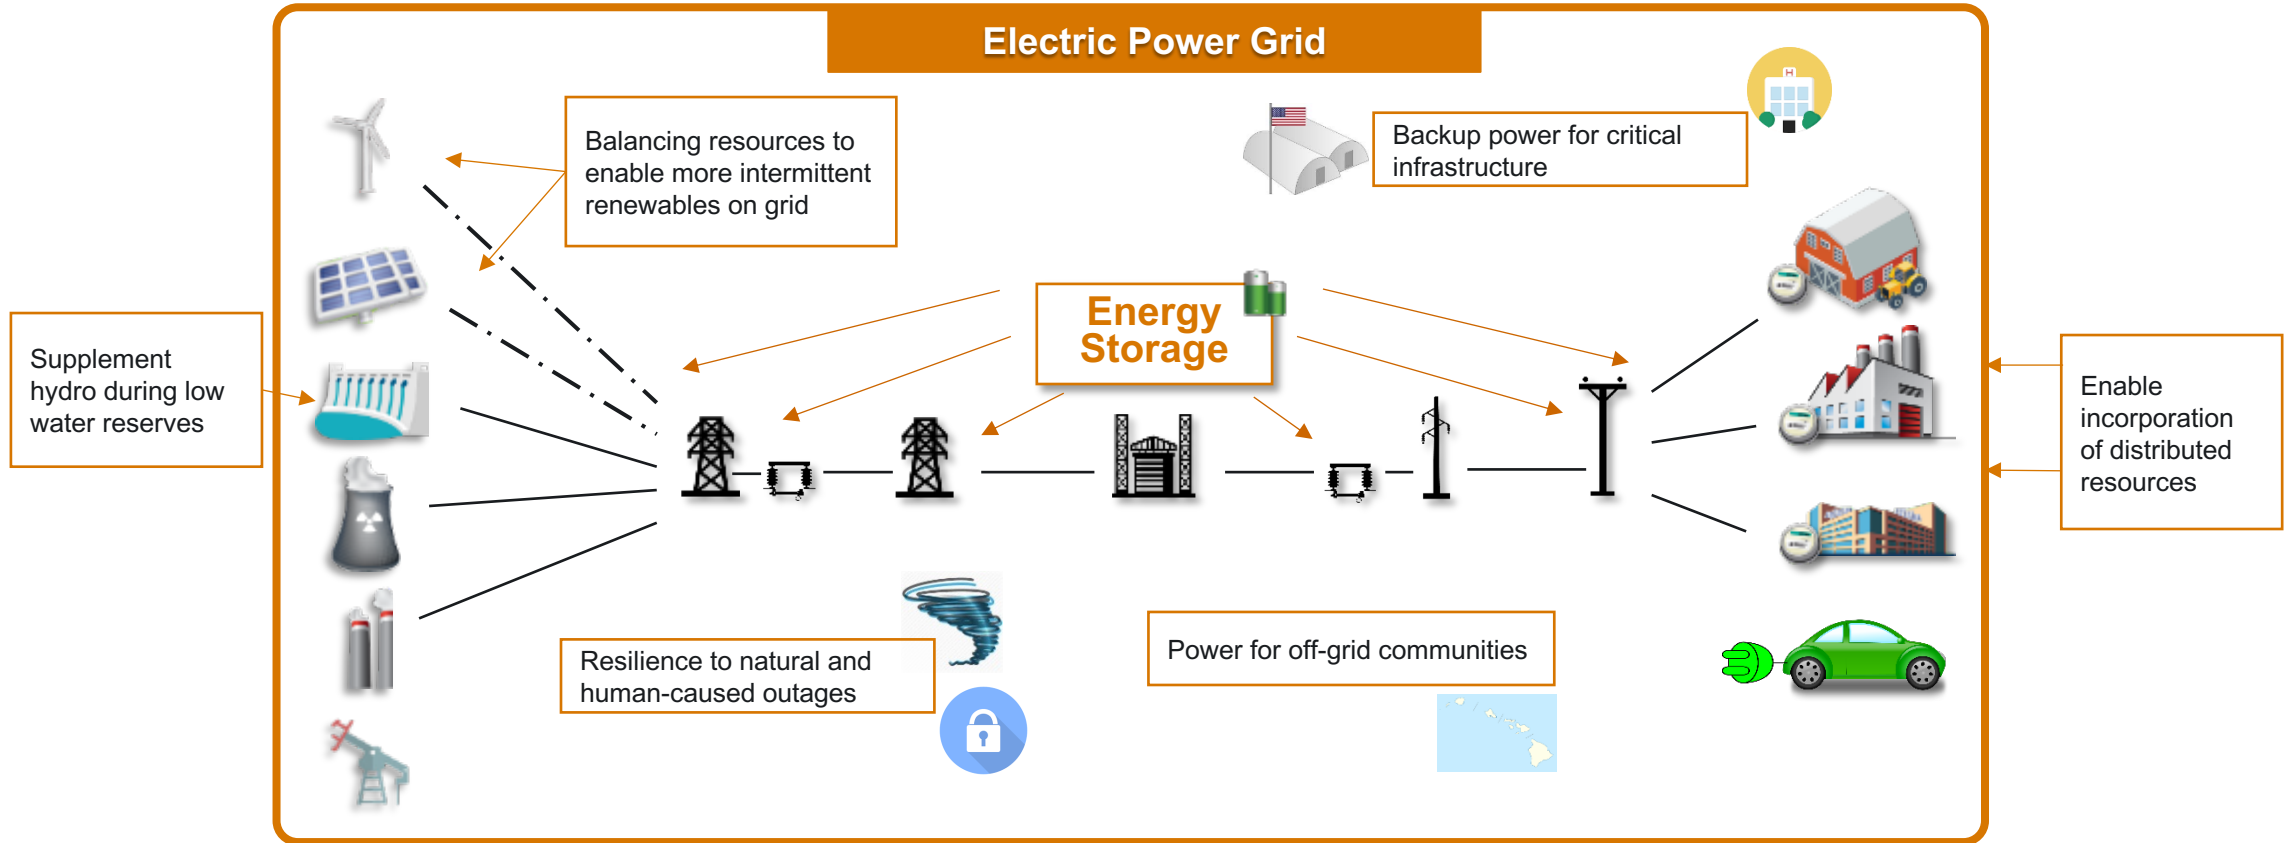 Electric Power Grid
Balancing resources to
enable more intermittent
renewables on grid
Backup power for critical
infrastructure
H
Energy
Storage
Supplement
hydro during low
water reserves
Enable
incorporation
of distributed
resources
Resilience to natural and
human-caused outages
Power for off-grid communities